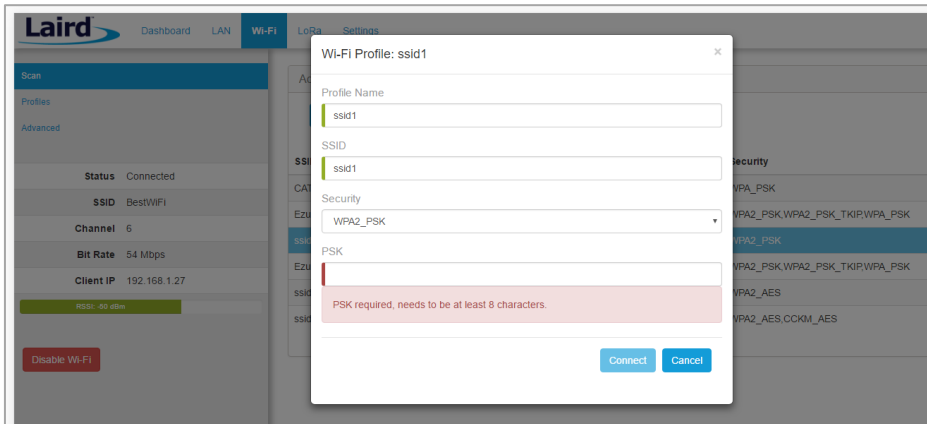 Laird
Dashboard LAN Wi-Fi LoRa Settings
Scan
Profiles
Advanced
Status Connected
SSID BestWiFi
Channel 6
Bit Rate 54 Mbps
Client IP 192.168.1.27
RSSI: -50 dBm
Disable Wi-Fi
Wi-Fi Profile: ssid1 ×
Profile Name
ssid1
SSID
ssid1
Security
WPA2_PSK
PSK
PSK required, needs to be at least 8 characters.
Connect Cancel
Security
WPA_PSK
WPA2_PSK,WPA2_PSK_TKIP,WPA_PSK
WPA2_PSK
WPA2_PSK,WPA2_PSK_TKIP,WPA_PSK
WPA2_AES
WPA2_AES,CCKM_AES